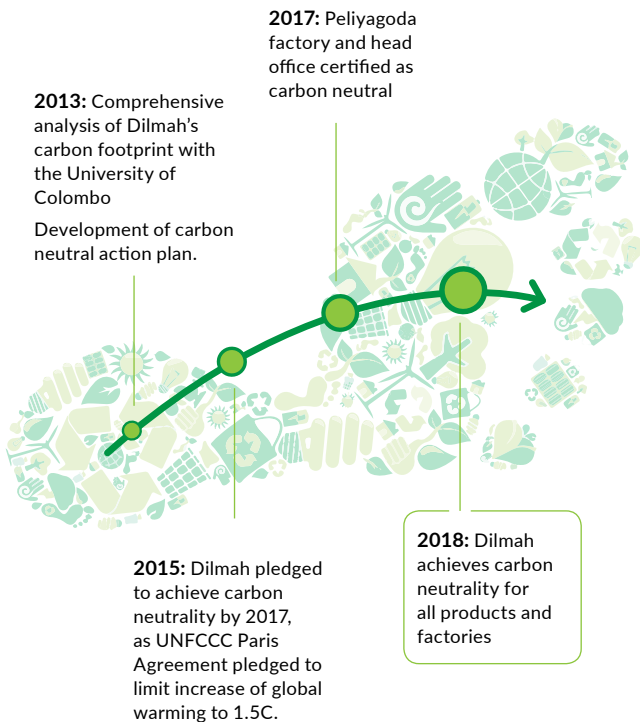 2013: Comprehensive
analysis of Dilmah's
carbon footprint with
the University of
Colombo
Development of carbon
neutral action plan.
2015: Dilmah pledged
to achieve carbon
neutrality by 2017,
as UNFCCC Paris
Agreement pledged to
limit increase of global
warming to 1.5C.
2017: Peliyagoda
factory and head
office certified as
carbon neutral
2018: Dilmah
achieves carbon
neutrality for
all products and
factories